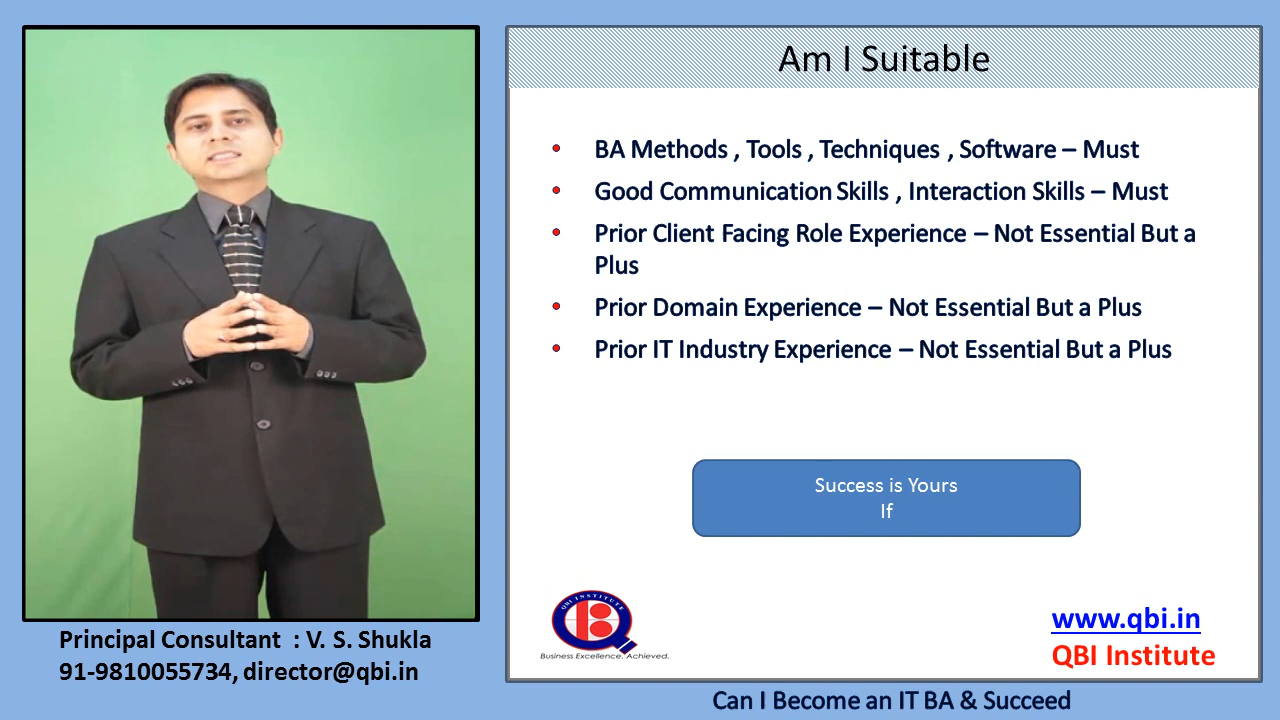 Am I Suitable
• BA Methods , Tools , Techniques , Software – Must
• Good Communication Skills , Interaction Skills – Must
• Prior Client Facing Role Experience – Not Essential But a
Plus
• Prior Domain Experience – Not Essential But a Plus
• Prior IT Industry Experience – Not Essential But a Plus
Success is Yours
If
QBI INSTITUTE
Business Excellence. Achieved.
www.qbi.in
QBI Institute
Principal Consultant : V. S. Shukla
91-9810055734, director@qbi.in
Can I Become an IT BA & Succeed